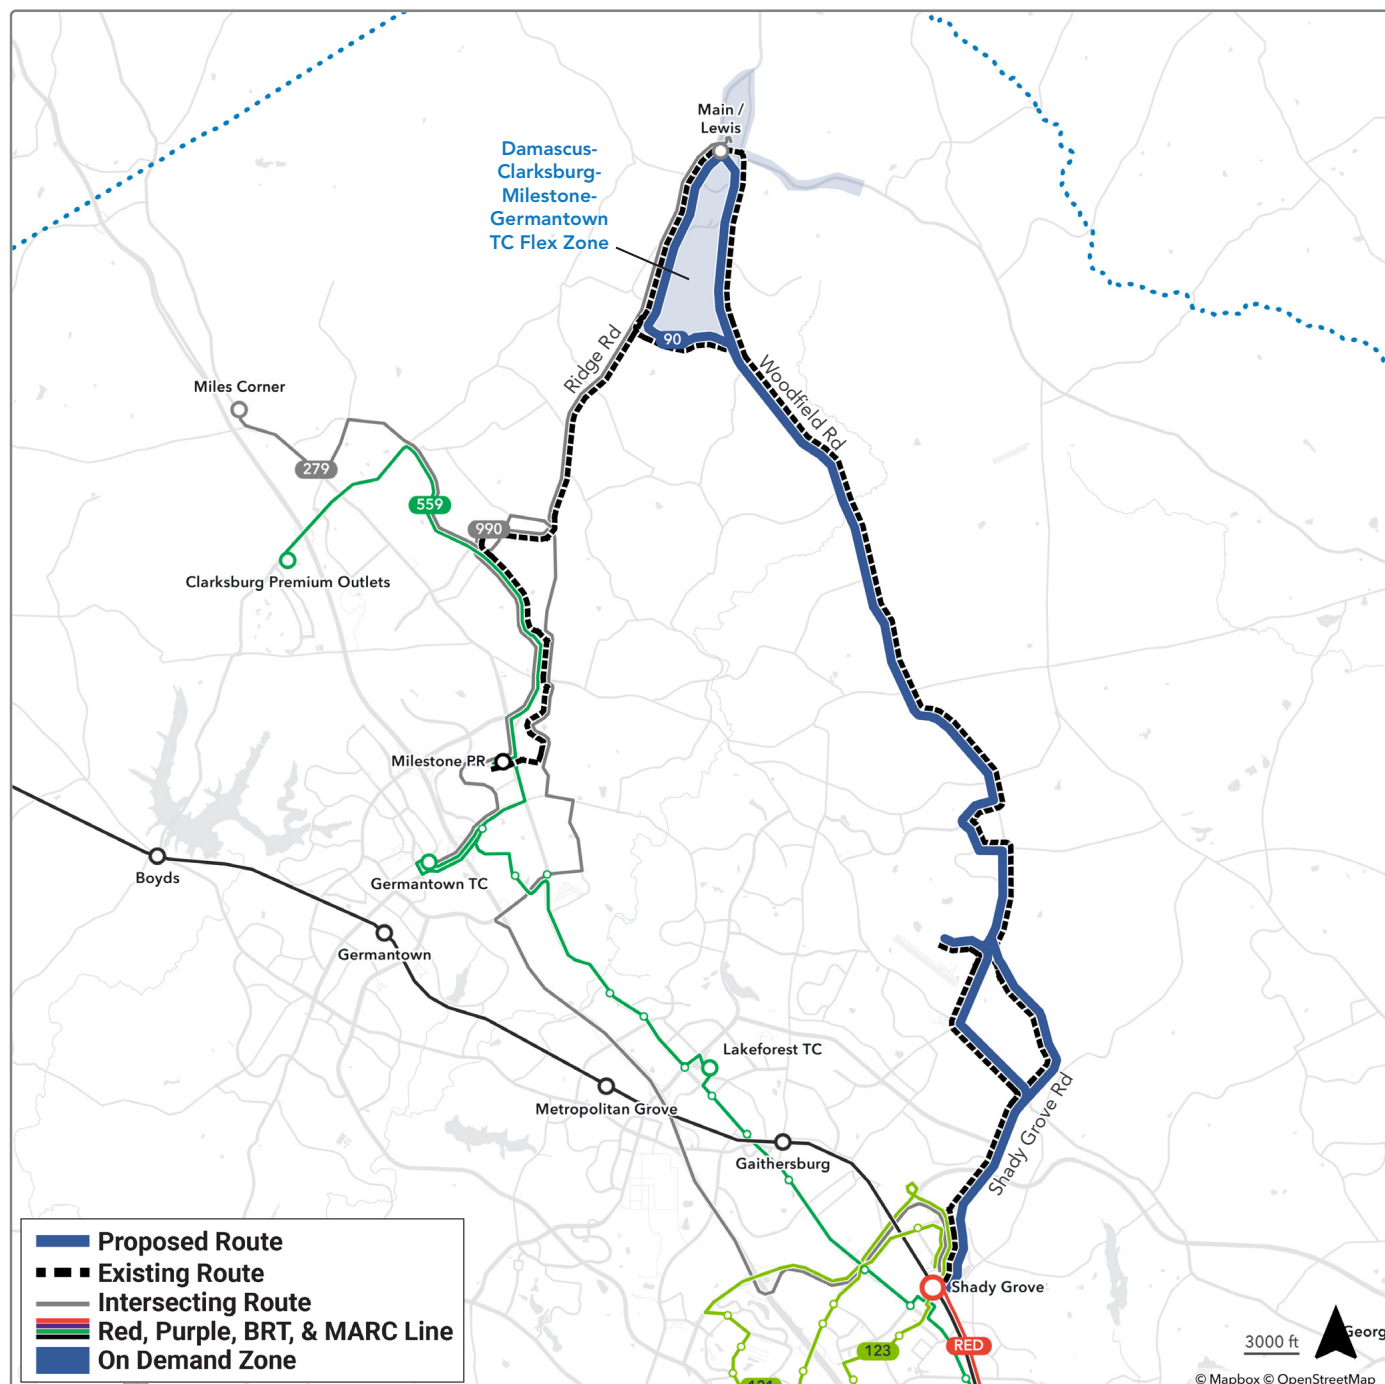 Main /
Lewis
Damascus-
Clarksburg-
Milestone-
Germantown
TC Flex Zone
Ridge Rd
90
Woodfield Rd
Miles Corner
279
559
990
Clarksburg Premium Outlets
Milestone PR
Germantown TC
Boyds
Germantown
Lakeforest TC
Metropolitan Grove
Gaithersburg
Shady Grove Rd
Shady Grove
RED
123
Proposed Route
Existing Route
Intersecting Route
Red, Purple, BRT, & MARC Line
On Demand Zone
3000 ft
Georg
© Mapbox © OpenStreetMap